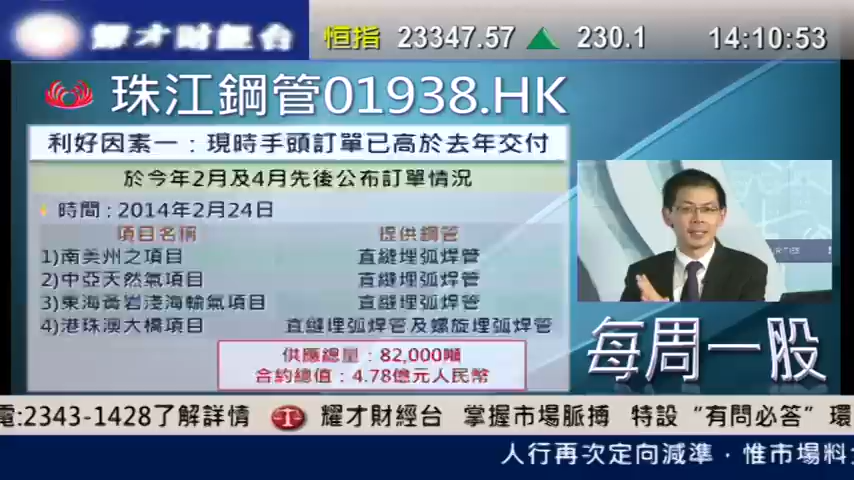 耀才財經台
恒指 23347.57 230.1 14:10:53
珠江鋼管01938.HK
利好因素一：現時手頭訂單已高於去年交付
於今年2月及4月先後公布訂單情況
時間：2014年2月24日
項目名稱 提供鋼管
1)南美州之項目 直縫埋弧焊管
2)中亞天然氣項目 直縫埋弧焊管
3)東海黃岩淺海輸氣項目 直縫埋弧焊管
4)港珠澳大橋項目 直縫埋弧焊管及螺旋埋弧焊管
供應總量：82,000噸
合約總值：4.78億元人民幣
每周一股
電:2343-1428了解詳情 耀才財經台 掌握市場脈搏 特設“有問必答”環
人行再次定向減準，惟市場料